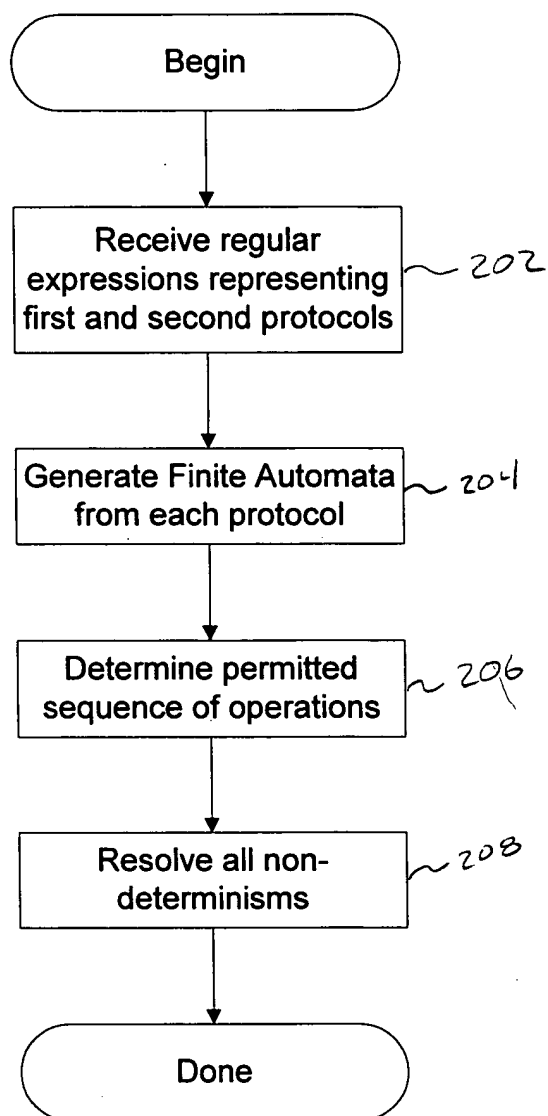 Begin
Receive regular
expressions representing
first and second protocols
202
Generate Finite Automata
from each protocol
204
Determine permitted
sequence of operations
206
Resolve all non-
determinisms
208
Done